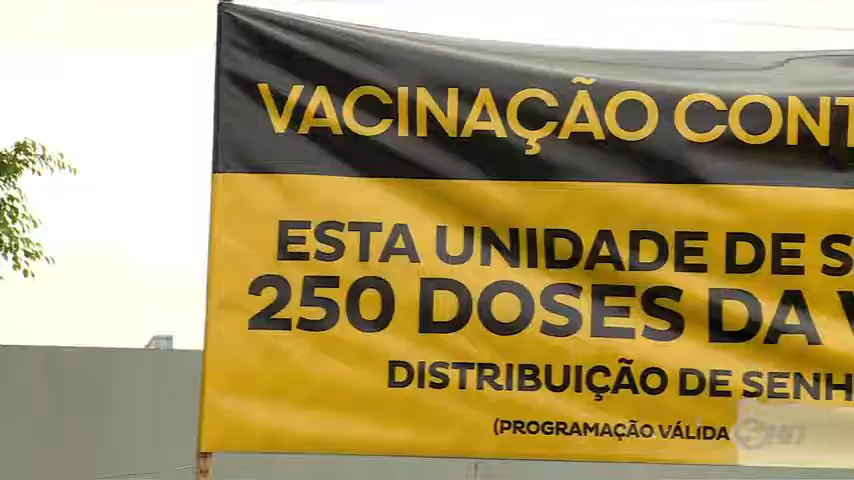 VACINAÇÃO CONT
ESTA UNIDADE DE S
250 DOSES DA V
DISTRIBUIÇÃO DE SENH
(PROGRAMAÇÃO VÁLIDA